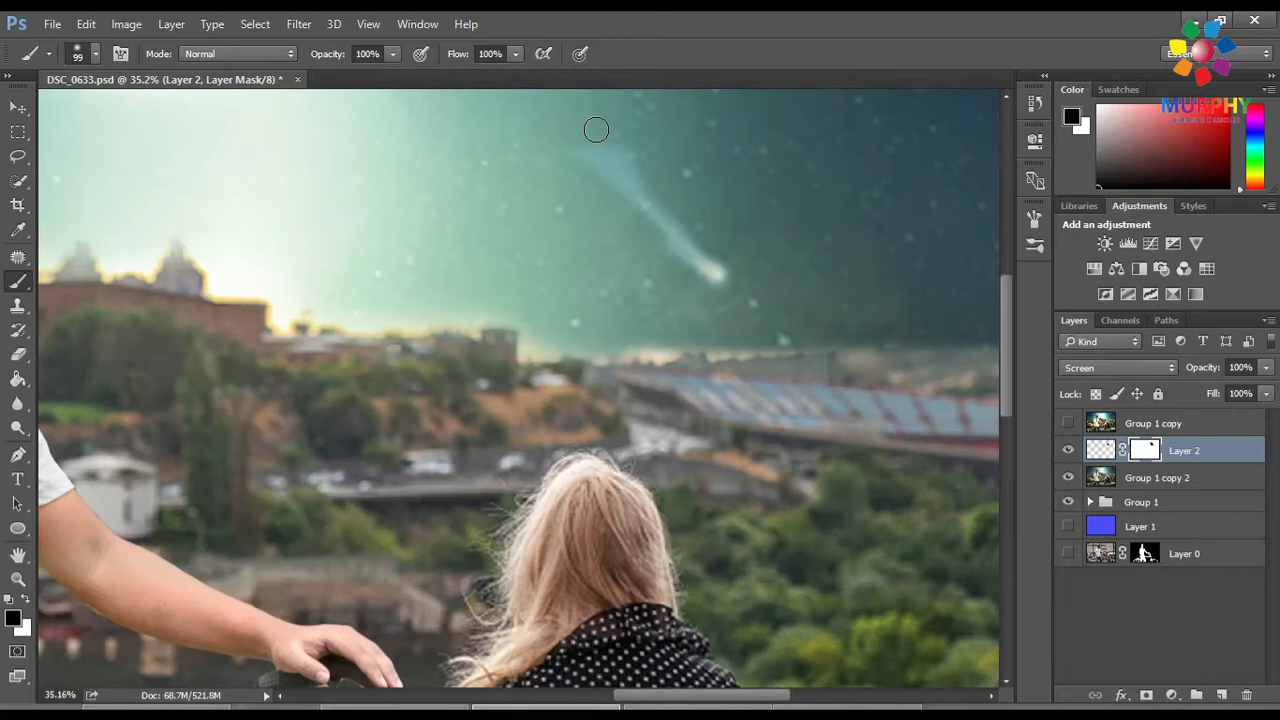 Ps File Edit Image Layer Type Select Filter 3D View Window Help
99 Mode: Normal Opacity: 100% Flow: 100%
DSC_0633.psd @ 35.2% (Layer 2, Layer Mask/8) * ×
MURPHY
Color Swatches
Libraries Adjustments Styles
Add an adjustment
Layers Channels Paths
Kind
Screen Opacity: 100%
Lock: Fill: 100%
Group 1 copy
Layer 2
Group 1 copy 2
Group 1
Layer 1
Layer 0
35.16% Doc: 68.7M/521.8M